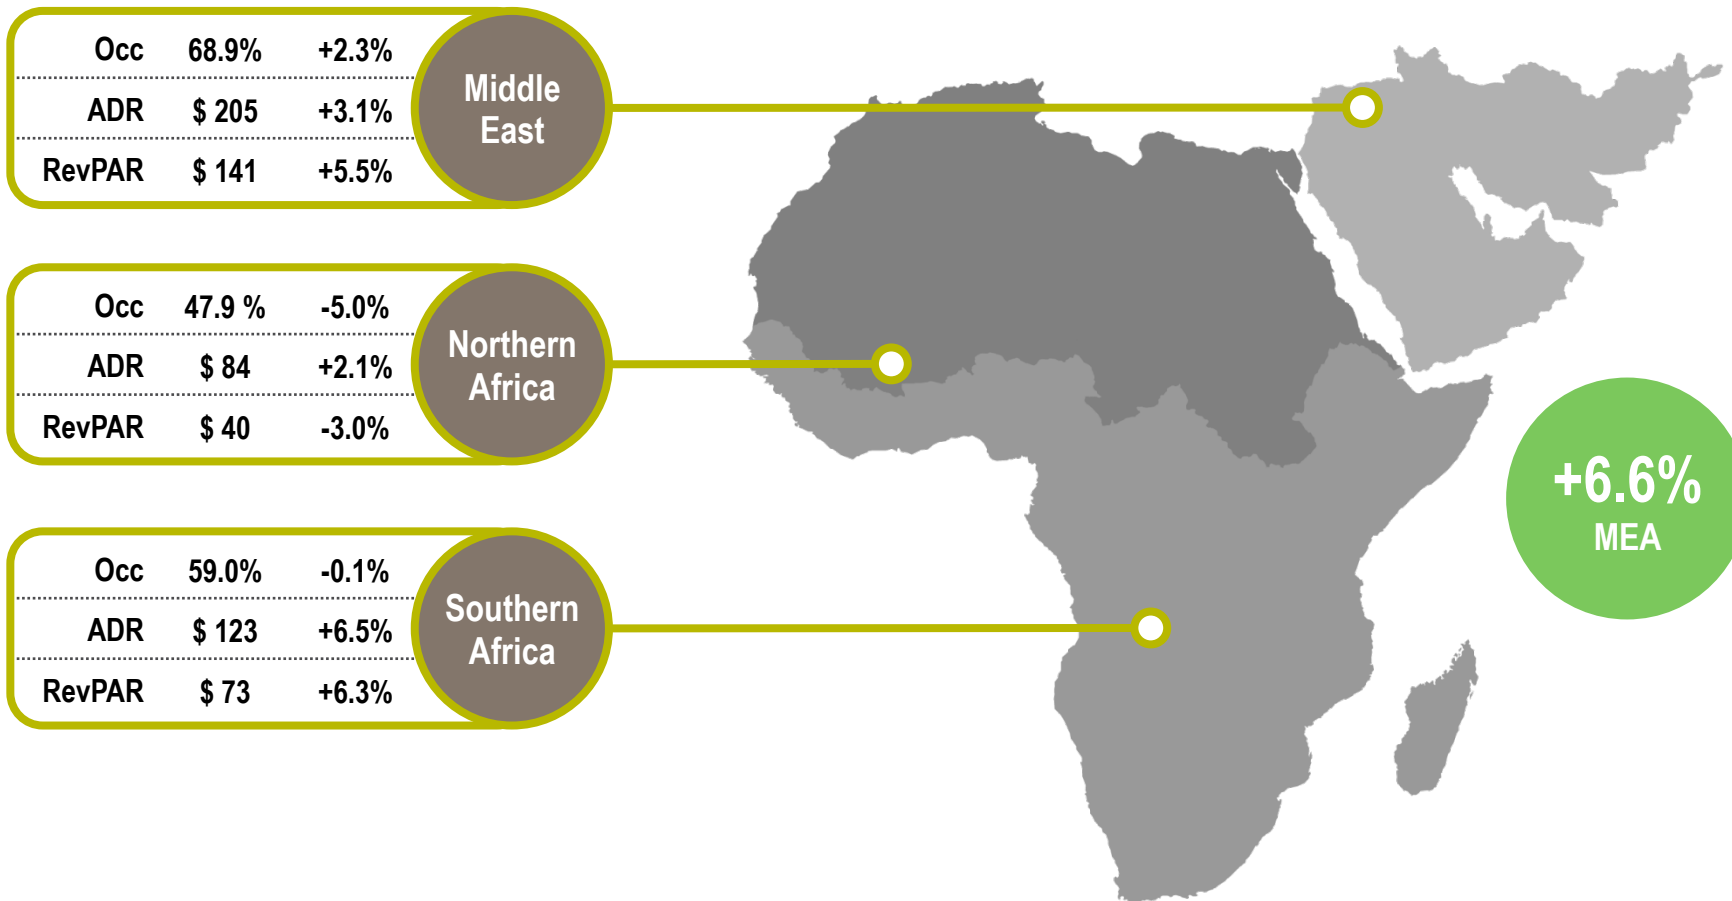 Occ 68.9% +2.3%
ADR $ 205 +3.1%
RevPAR $ 141 +5.5%
Middle
East
Occ 47.9 % -5.0%
ADR $ 84 +2.1%
RevPAR $ 40 -3.0%
Northern
Africa
Occ 59.0% -0.1%
ADR $ 123 +6.5%
RevPAR $ 73 +6.3%
Southern
Africa
+6.6%
MEA